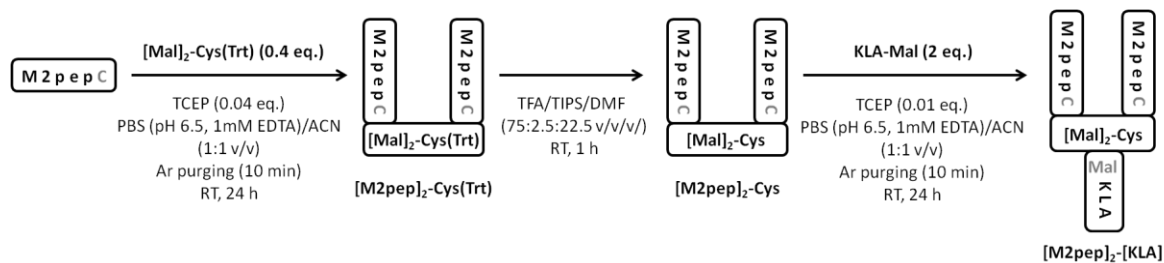 M2pepC
[Mal]₂-Cys(Trt) (0.4 eq.)
TCEP (0.04 eq.)
PBS (pH 6.5, 1mM EDTA)/ACN
(1:1 v/v)
Ar purging (10 min)
RT, 24 h
M2pepC
M2pepC
[Mal]₂-Cys(Trt)
[M2pep]₂-Cys(Trt)
TFA/TIPS/DMF
(75:2.5:22.5 v/v/v/)
RT, 1 h
M2pepC
M2pepC
[Mal]₂-Cys
[M2pep]₂-Cys
KLA-Mal (2 eq.)
TCEP (0.01 eq.)
PBS (pH 6.5, 1mM EDTA)/ACN
(1:1 v/v)
Ar purging (10 min)
RT, 24 h
M2pepC
M2pepC
[Mal]₂-Cys
Mal
KLA
[M2pep]₂-[KLA]